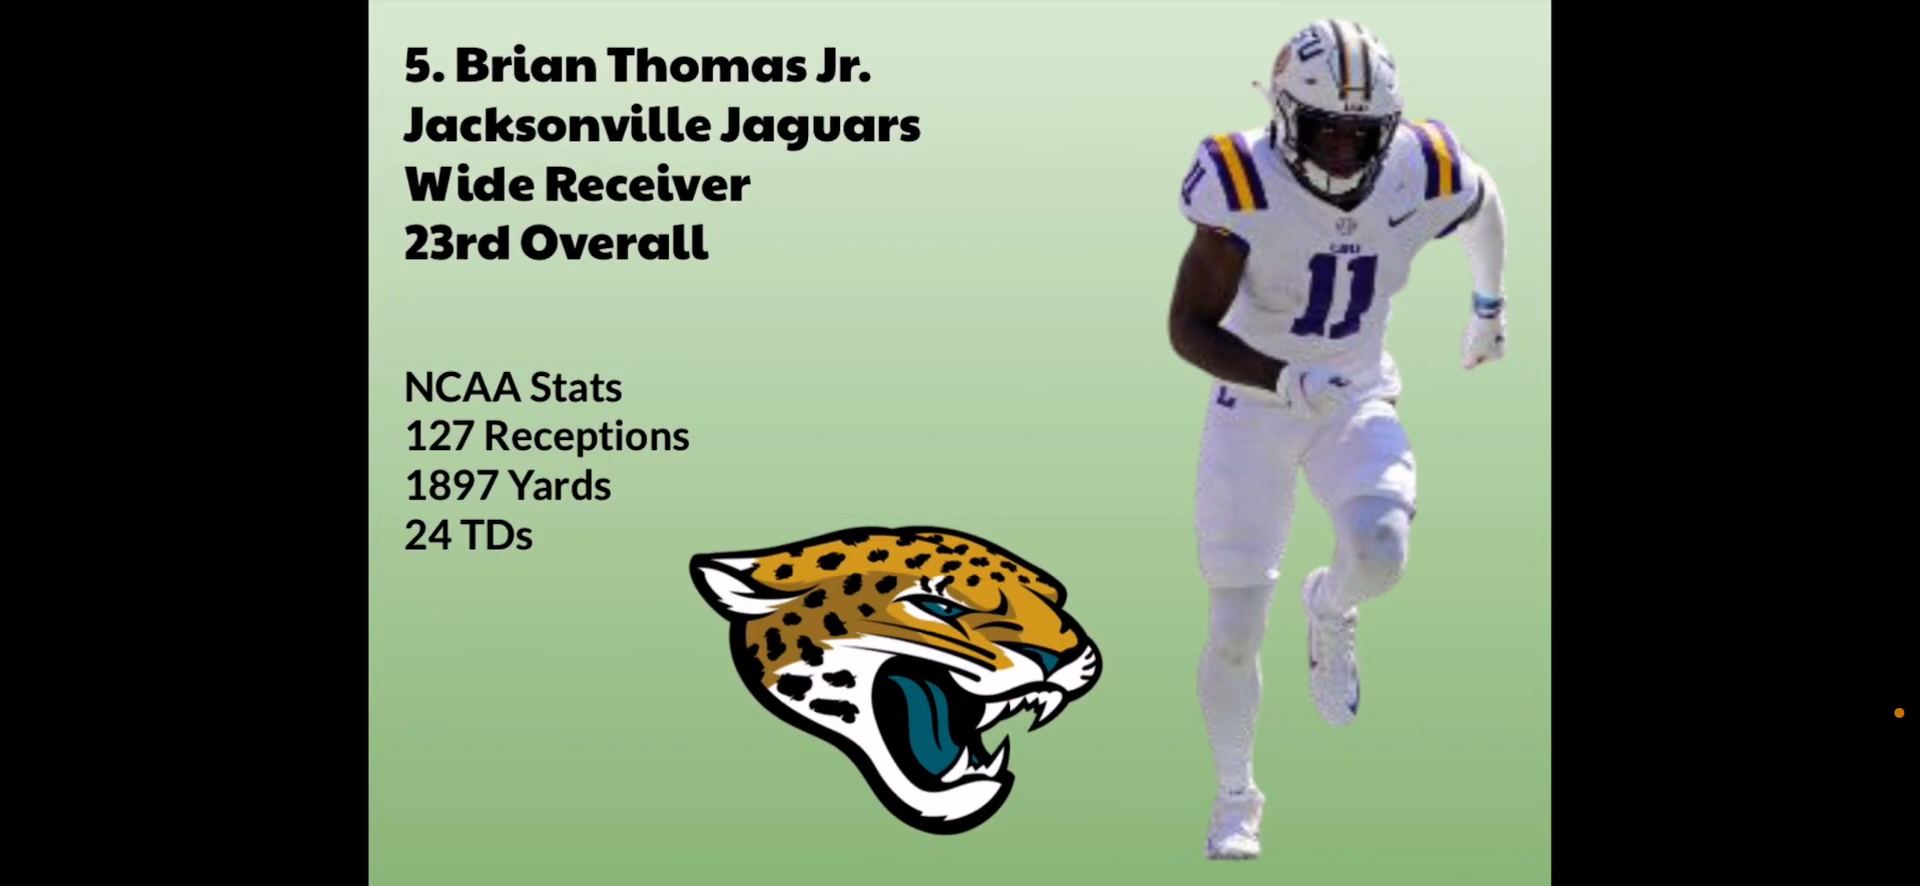 5. Brian Thomas Jr.
Jacksonville Jaguars
Wide Receiver
23rd Overall
NCAA Stats
127 Receptions
1897 Yards
24 TDs
LSU
11